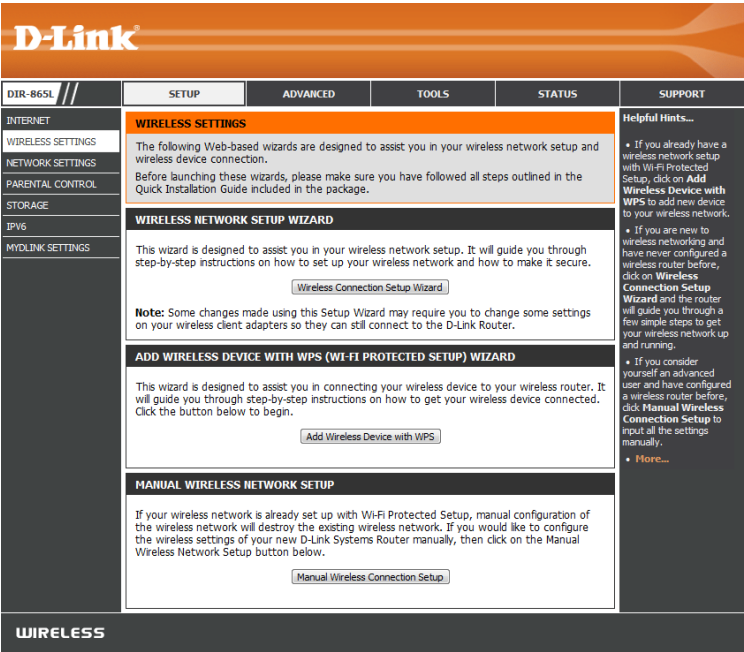 D-Link®
DIR-865L
SETUP
ADVANCED
TOOLS
STATUS
SUPPORT
INTERNET
WIRELESS SETTINGS
NETWORK SETTINGS
PARENTAL CONTROL
STORAGE
IPV6
MYDLINK SETTINGS
WIRELESS SETTINGS
The following Web-based wizards are designed to assist you in your wireless network setup and
wireless device connection.
Before launching these wizards, please make sure you have followed all steps outlined in the
Quick Installation Guide included in the package.
WIRELESS NETWORK SETUP WIZARD
This wizard is designed to assist you in your wireless network setup. It will guide you through
step-by-step instructions on how to set up your wireless network and how to make it secure.
Wireless Connection Setup Wizard
Note: Some changes made using this Setup Wizard may require you to change some settings
on your wireless client adapters so they can still connect to the D-Link Router.
ADD WIRELESS DEVICE WITH WPS (WI-FI PROTECTED SETUP) WIZARD
This wizard is designed to assist you in connecting your wireless device to your wireless router. It
will guide you through step-by-step instructions on how to get your wireless device connected.
Click the button below to begin.
Add Wireless Device with WPS
MANUAL WIRELESS NETWORK SETUP
If your wireless network is already set up with Wi-Fi Protected Setup, manual configuration of
the wireless network will destroy the existing wireless network. If you would like to configure
the wireless settings of your new D-Link Systems Router manually, then click on the Manual
Wireless Network Setup button below.
Manual Wireless Connection Setup
Helpful Hints...
• If you already have a
wireless network setup
with Wi-Fi Protected
Setup, click on Add
Wireless Device with
WPS to add new device
to your wireless network.
• If you are new to
wireless networking and
have never configured a
wireless router before,
click on Wireless
Connection Setup
Wizard and the router
will guide you through a
few simple steps to get
your wireless network up
and running.
• If you consider
yourself an advanced
user and have configured
a wireless router before,
click Manual Wireless
Connection Setup to
input all the settings
manually.
• More...
WIRELESS